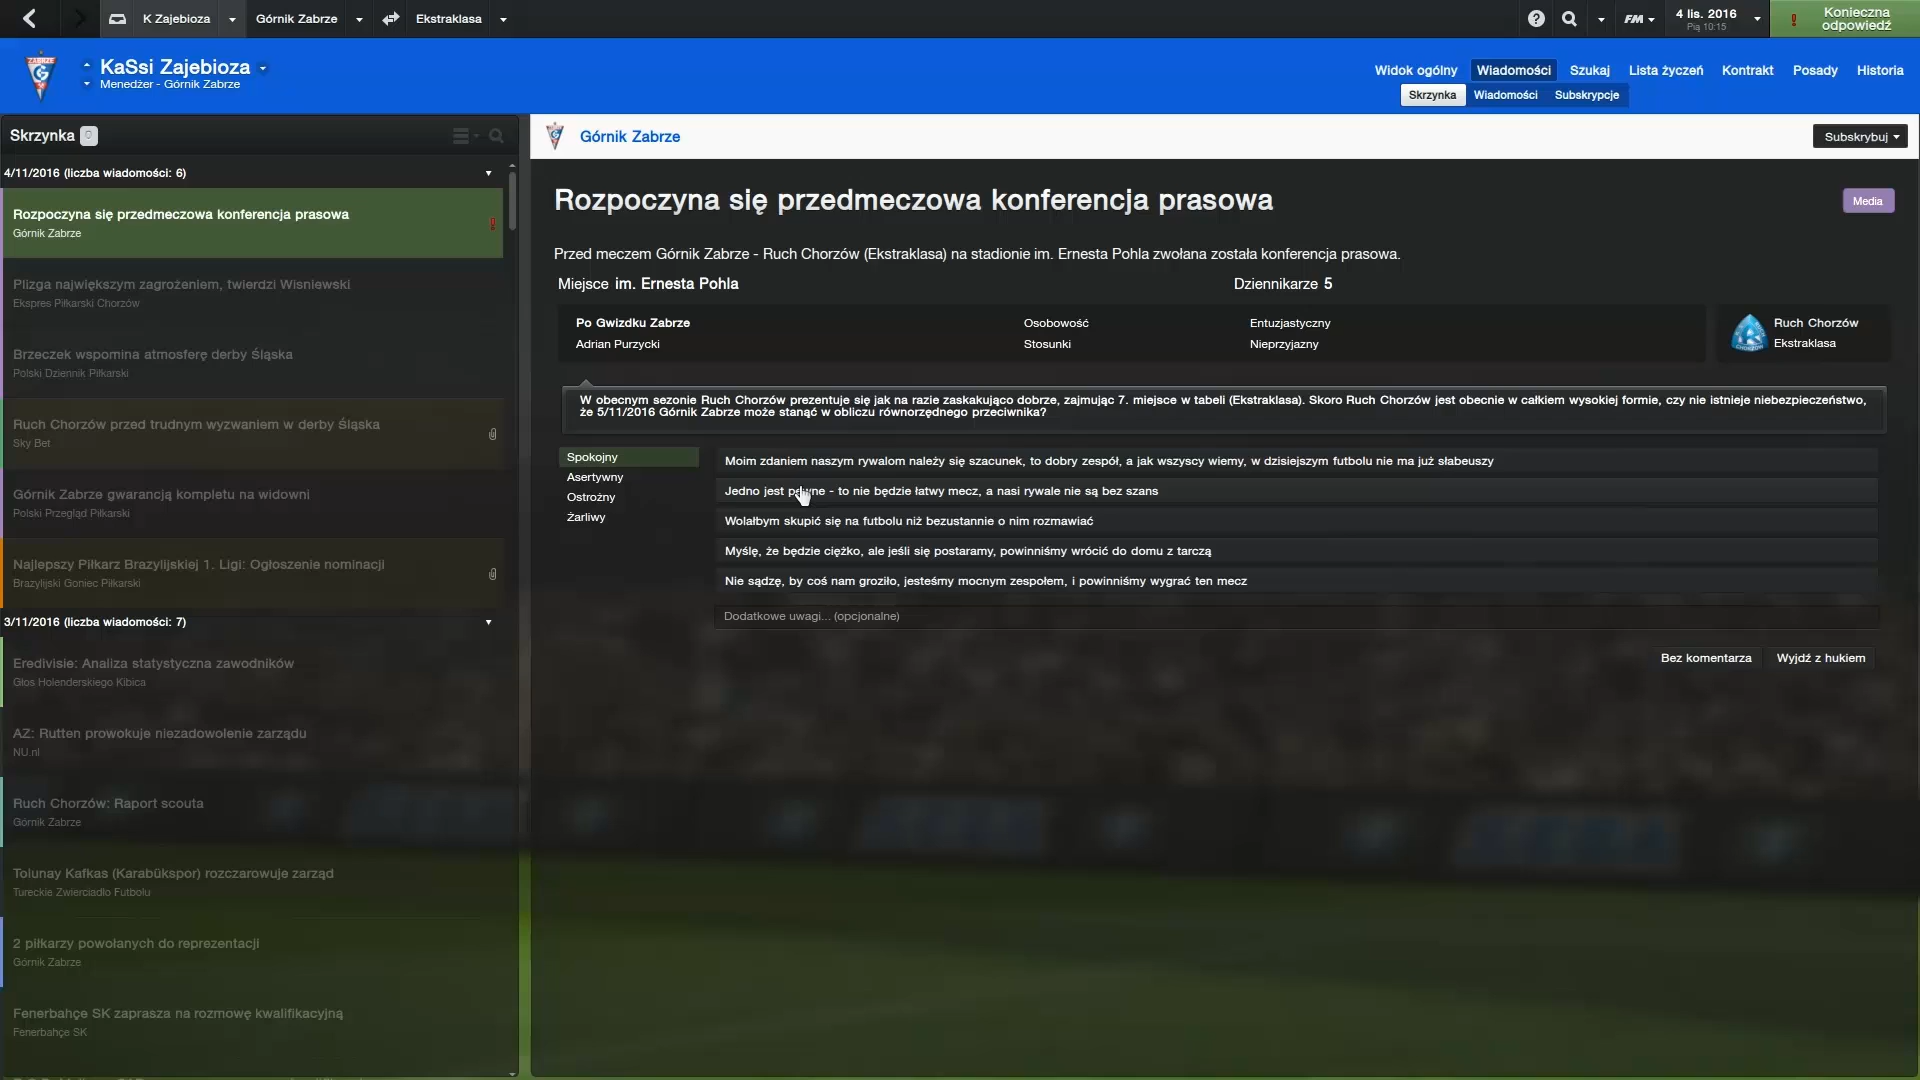 K Zajebioza
Górnik Zabrze
Ekstraklasa
FM
4 lis. 2016
Pią 10:15
Konieczna
odpowiedź
KaSsi Zajebioza
Menedżer - Górnik Zabrze
Widok ogólny
Wiadomości
Szukaj
Lista życzeń
Kontrakt
Posady
Historia
Skrzynka
Wiadomości
Subskrypcje
Skrzynka
0
4/11/2016 (liczba wiadomości: 6)
Rozpoczyna się przedmeczowa konferencja prasowa
Górnik Zabrze
Plizga największym zagrożeniem, twierdzi Wisniewski
Ekspres Piłkarski Chorzów
Brzeczek wspomina atmosferę derby Śląska
Polski Dziennik Piłkarski
Ruch Chorzów przed trudnym wyzwaniem w derby Śląska
Sky Bet
Górnik Zabrze gwarancją kompletu na widowni
Polski Przegląd Piłkarski
Najlepszy Piłkarz Brazylijskiej 1. Ligi: Ogłoszenie nominacji
Brazylijski Goniec Piłkarski
3/11/2016 (liczba wiadomości: 7)
Eredivisie: Analiza statystyczna zawodników
Głos Holenderskiego Kibica
AZ: Rutten prowokuje niezadowolenie zarządu
NU.nl
Ruch Chorzów: Raport scouta
Górnik Zabrze
Tolunay Kafkas (Karabükspor) rozczarowuje zarząd
Tureckie Zwierciadło Futbolu
2 piłkarzy powołanych do reprezentacji
Górnik Zabrze
Fenerbahçe SK zaprasza na rozmowę kwalifikacyjną
Fenerbahçe SK
Górnik Zabrze
Subskrybuj
Rozpoczyna się przedmeczowa konferencja prasowa
Media
Przed meczem Górnik Zabrze - Ruch Chorzów (Ekstraklasa) na stadionie im. Ernesta Pohla zwołana została konferencja prasowa.
Miejsce im. Ernesta Pohla
Dziennikarze 5
Po Gwizdku Zabrze
Adrian Purzycki
Osobowość
Stosunki
Entuzjastyczny
Nieprzyjazny
Ruch Chorzów
Ekstraklasa
W obecnym sezonie Ruch Chorzów prezentuje się jak na razie zaskakująco dobrze, zajmując 7. miejsce w tabeli (Ekstraklasa). Skoro Ruch Chorzów jest obecnie w całkiem wysokiej formie, czy nie istnieje niebezpieczeństwo,
że 5/11/2016 Górnik Zabrze może stanąć w obliczu równorzędnego przeciwnika?
Spokojny
Asertywny
Ostrożny
Żarliwy
Moim zdaniem naszym rywalom należy się szacunek, to dobry zespół, a jak wszyscy wiemy, w dzisiejszym futbolu nie ma już słabeuszy
Jedno jest pewne - to nie będzie łatwy mecz, a nasi rywale nie są bez szans
Wolałbym skupić się na futbolu niż bezustannie o nim rozmawiać
Myślę, że będzie ciężko, ale jeśli się postaramy, powinniśmy wrócić do domu z tarczą
Nie sądzę, by coś nam groziło, jesteśmy mocnym zespołem, i powinniśmy wygrać ten mecz
Dodatkowe uwagi... (opcjonalne)
Bez komentarza
Wyjdź z hukiem